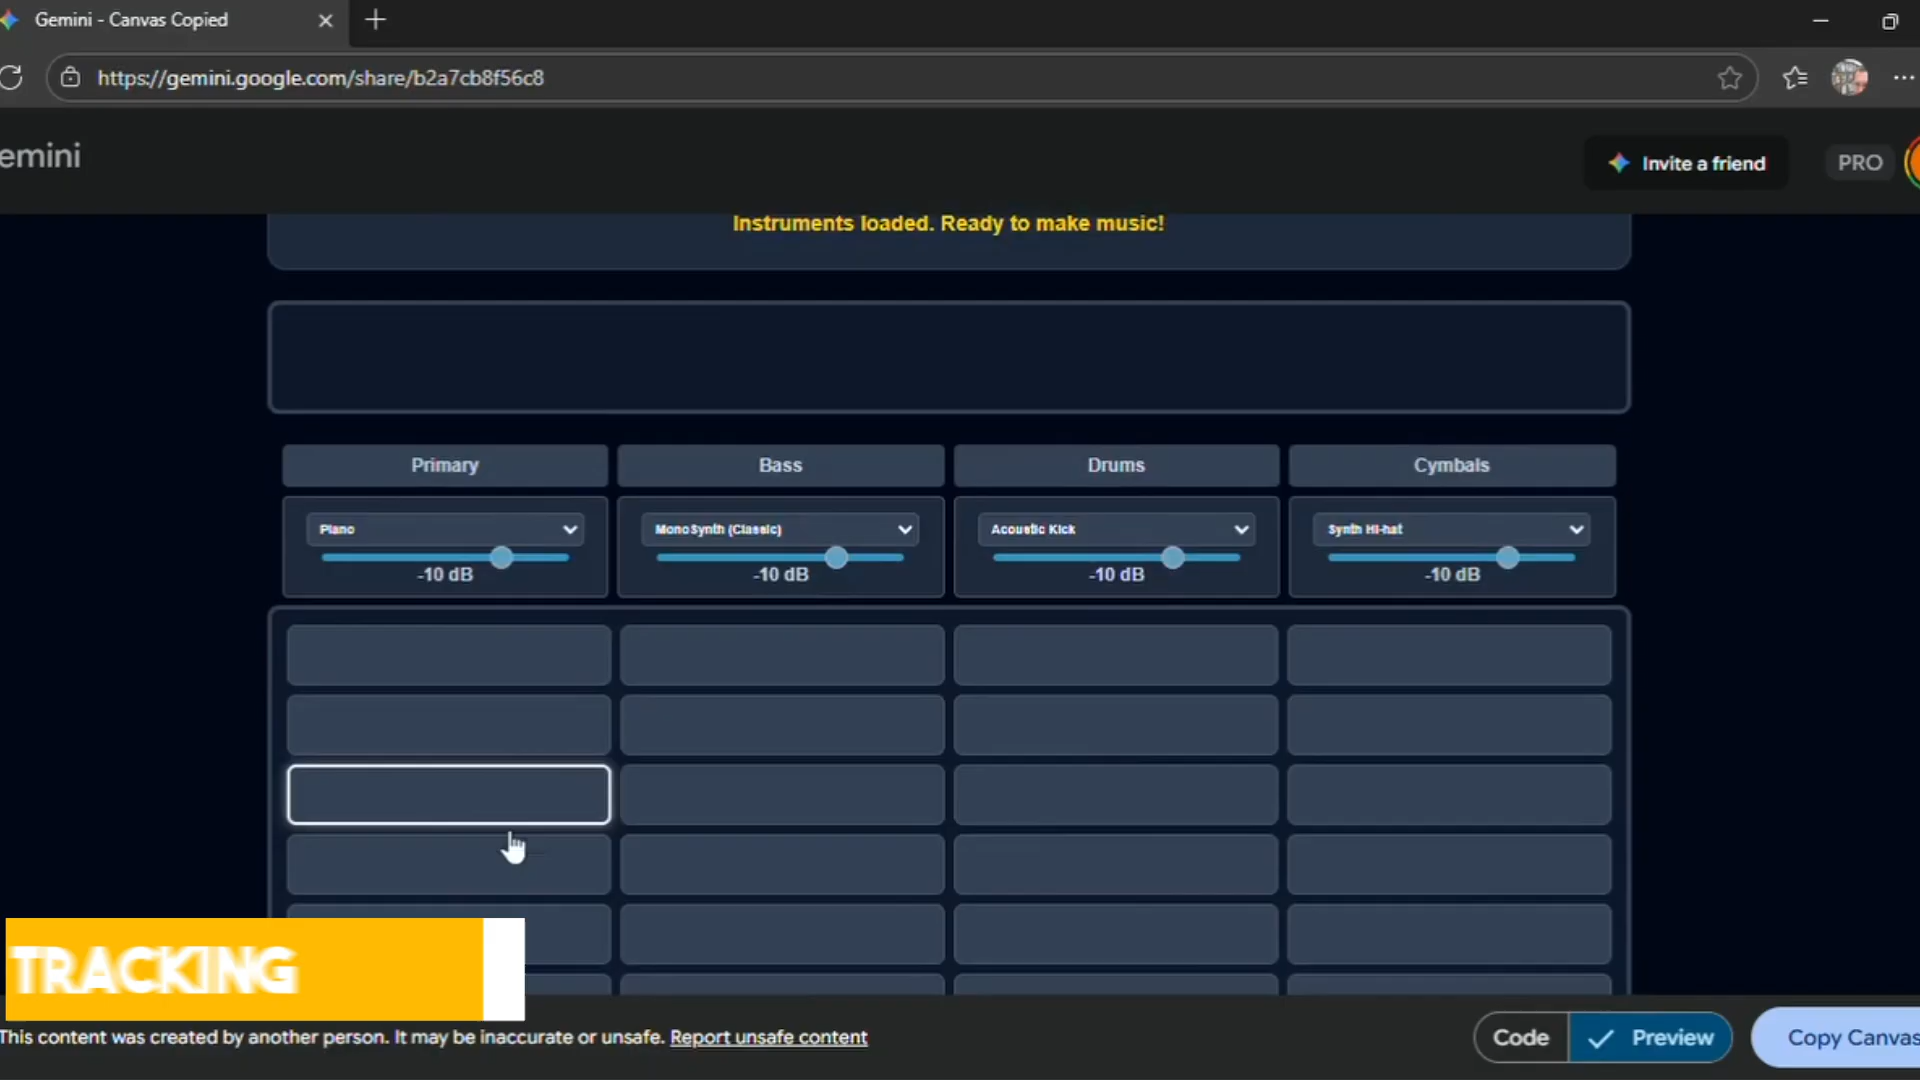 Gemini - Canvas Copied
https://gemini.google.com/share/b2a7cb8f56c8
emini
Invite a friend
PRO
Instruments loaded. Ready to make music!
Primary
Bass
Drums
Cymbals
Piano
MonoSynth (Classic)
Acoustic Kick
Synth Hi-hat
-10 dB
-10 dB
-10 dB
-10 dB
TRACKING
This content was created by another person. It may be inaccurate or unsafe. Report unsafe content
Code
Preview
Copy Canvas